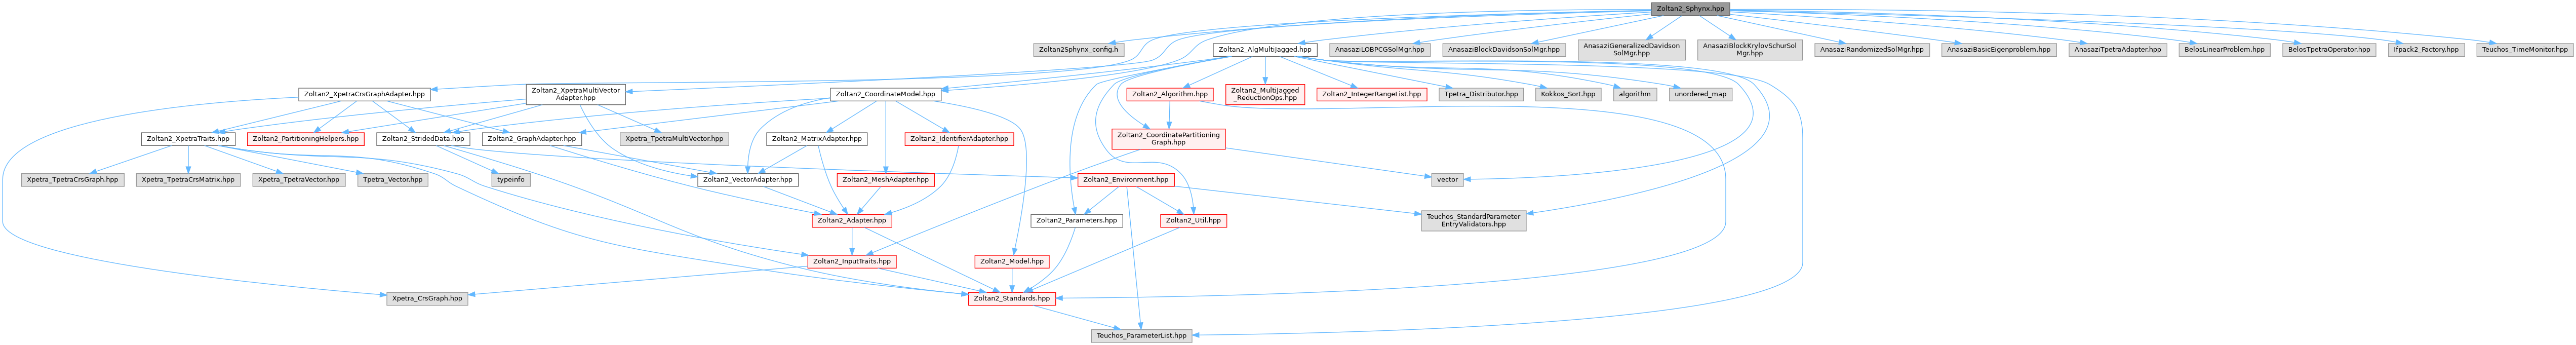 Zoltan2_Sphynx.hpp
Zoltan2Sphynx_config.h
Zoltan2_AlgMultiJagged.hpp
AnasaziLOBPCGSolMgr.hpp
AnasaziBlockDavidsonSolMgr.hpp
AnasaziGeneralizedDavidson
SolMgr.hpp
AnasaziBlockKrylovSchurSol
Mgr.hpp
AnasaziRandomizedSolMgr.hpp
AnasaziBasicEigenproblem.hpp
AnasaziTpetraAdapter.hpp
BelosLinearProblem.hpp
BelosTpetraOperator.hpp
Ifpack2_Factory.hpp
Teuchos_TimeMonitor.hpp
Zoltan2_XpetraCrsGraphAdapter.hpp
Zoltan2_XpetraMultiVector
Adapter.hpp
Zoltan2_CoordinateModel.hpp
Zoltan2_Algorithm.hpp
Zoltan2_MultiJagged
_ReductionOps.hpp
Zoltan2_IntegerRangeList.hpp
Tpetra_Distributor.hpp
Kokkos_Sort.hpp
algorithm
unordered_map
Zoltan2_XpetraTraits.hpp
Zoltan2_PartitioningHelpers.hpp
Zoltan2_StridedData.hpp
Zoltan2_GraphAdapter.hpp
Xpetra_TpetraMultiVector.hpp
Zoltan2_MatrixAdapter.hpp
Zoltan2_IdentifierAdapter.hpp
Zoltan2_CoordinatePartitioning
Graph.hpp
Xpetra_TpetraCrsGraph.hpp
Xpetra_TpetraCrsMatrix.hpp
Xpetra_TpetraVector.hpp
Tpetra_Vector.hpp
typeinfo
Zoltan2_VectorAdapter.hpp
Zoltan2_MeshAdapter.hpp
Zoltan2_Environment.hpp
vector
Zoltan2_Adapter.hpp
Zoltan2_Parameters.hpp
Zoltan2_Util.hpp
Teuchos_StandardParameter
EntryValidators.hpp
Zoltan2_InputTraits.hpp
Zoltan2_Model.hpp
Xpetra_CrsGraph.hpp
Zoltan2_Standards.hpp
Teuchos_ParameterList.hpp